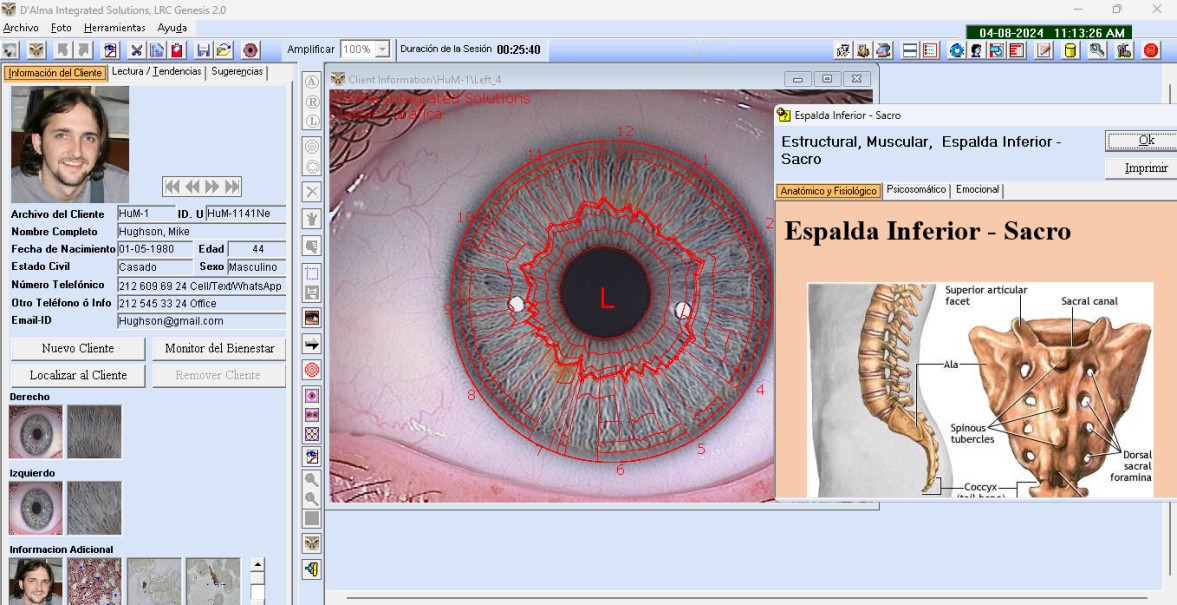 D'Alma Integrated Solutions, LRC Genesis 2.0
Archivo Foto Herramientas Ayuda
04-08-2024 11:13:26 AM
Amplificar 100% Duración de la Sesión 00:25:40
Información del Cliente Lectura / Tendencias Sugerencias
Archivo del Cliente HuM-1 ID. U HuM-1141Ne
Nombre Completo Hughson, Mike
Fecha de Nacimiento 01-05-1980 Edad 44
Estado Civil Casado Sexo Masculino
Número Telefónico 212 609 69 24 Cell/Text/WhatsApp
Otro Teléfono ó Info 212 545 33 24 Office
Email-ID Hughson@gmail.com
Nuevo Cliente Monitor del Bienestar
Localizar al Cliente Remover Cliente
Derecho
Izquierdo
Informacion Adicional
A
R
L
Client Information\HuM-1\Left_4
Integrated Solutions
12
11
1
10
2
L
8
4
7
5
6
Espalda Inferior - Sacro
Estructural, Muscular, Espalda Inferior -
Sacro
Ok
Imprimir
Anatómico y Fisiológico Psicosomático Emocional
Espalda Inferior - Sacro
Superior articular
facet
Sacral canal
Ala
Spinous
tubercles
Dorsal
sacral
foramina
Coccyx